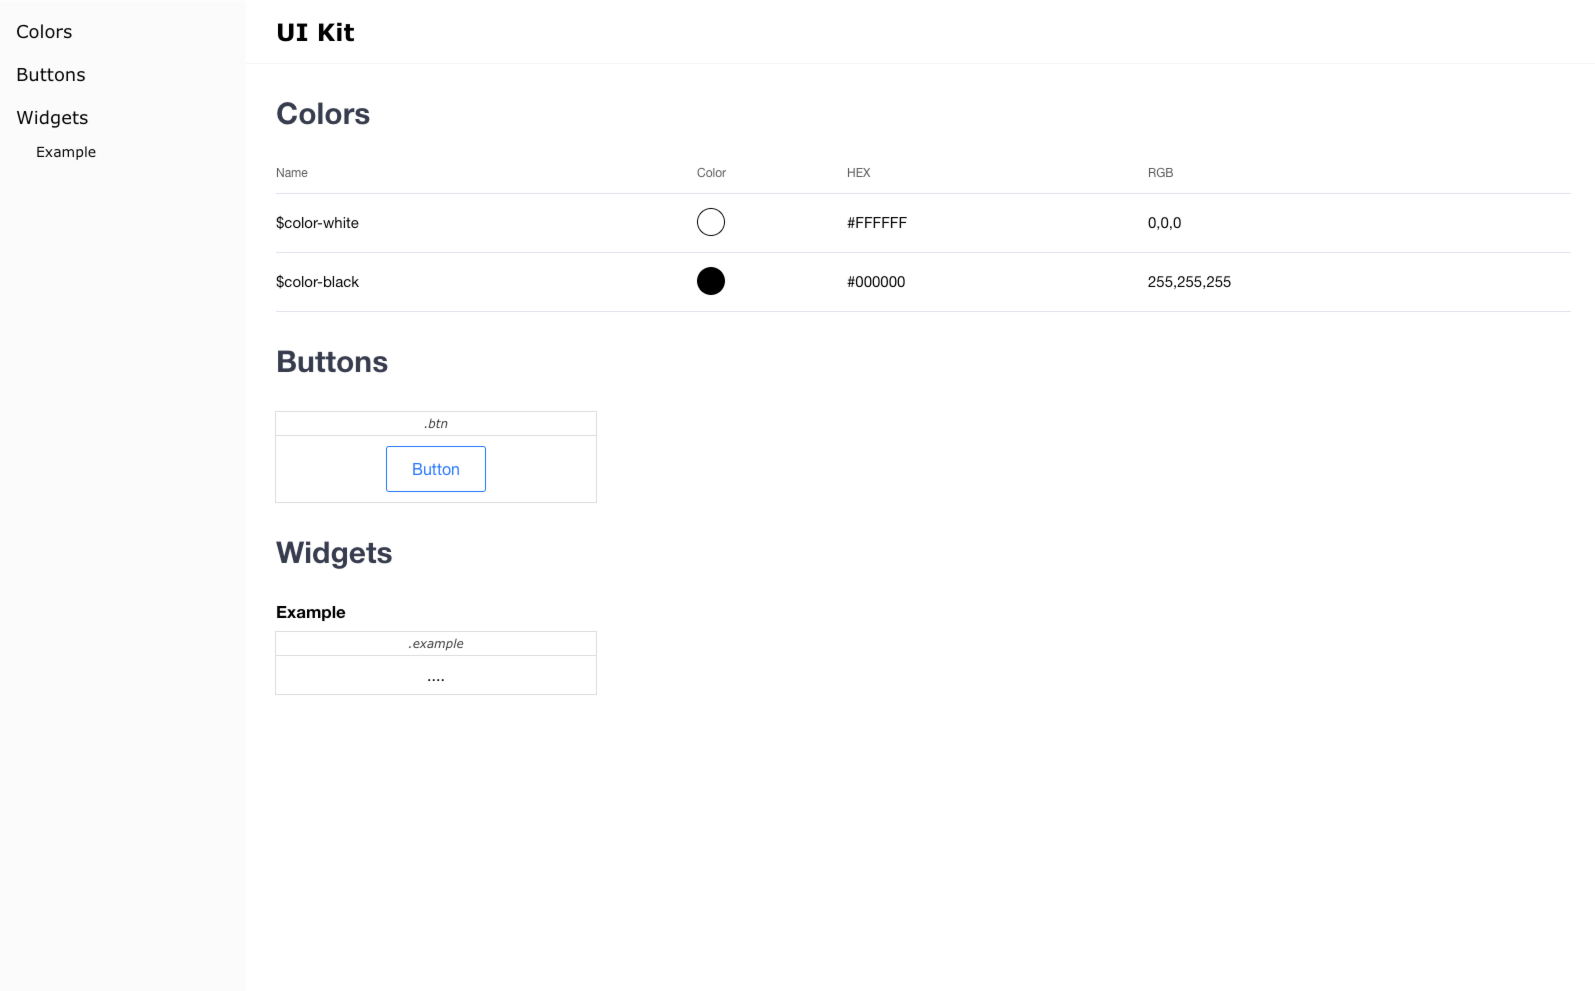 Colors
Buttons
Widgets
Example
UI Kit
Colors
Name Color HEX RGB
$color-white #FFFFFF 0,0,0
$color-black #000000 255,255,255
Buttons
.btn
Button
Widgets
Example
.example
....